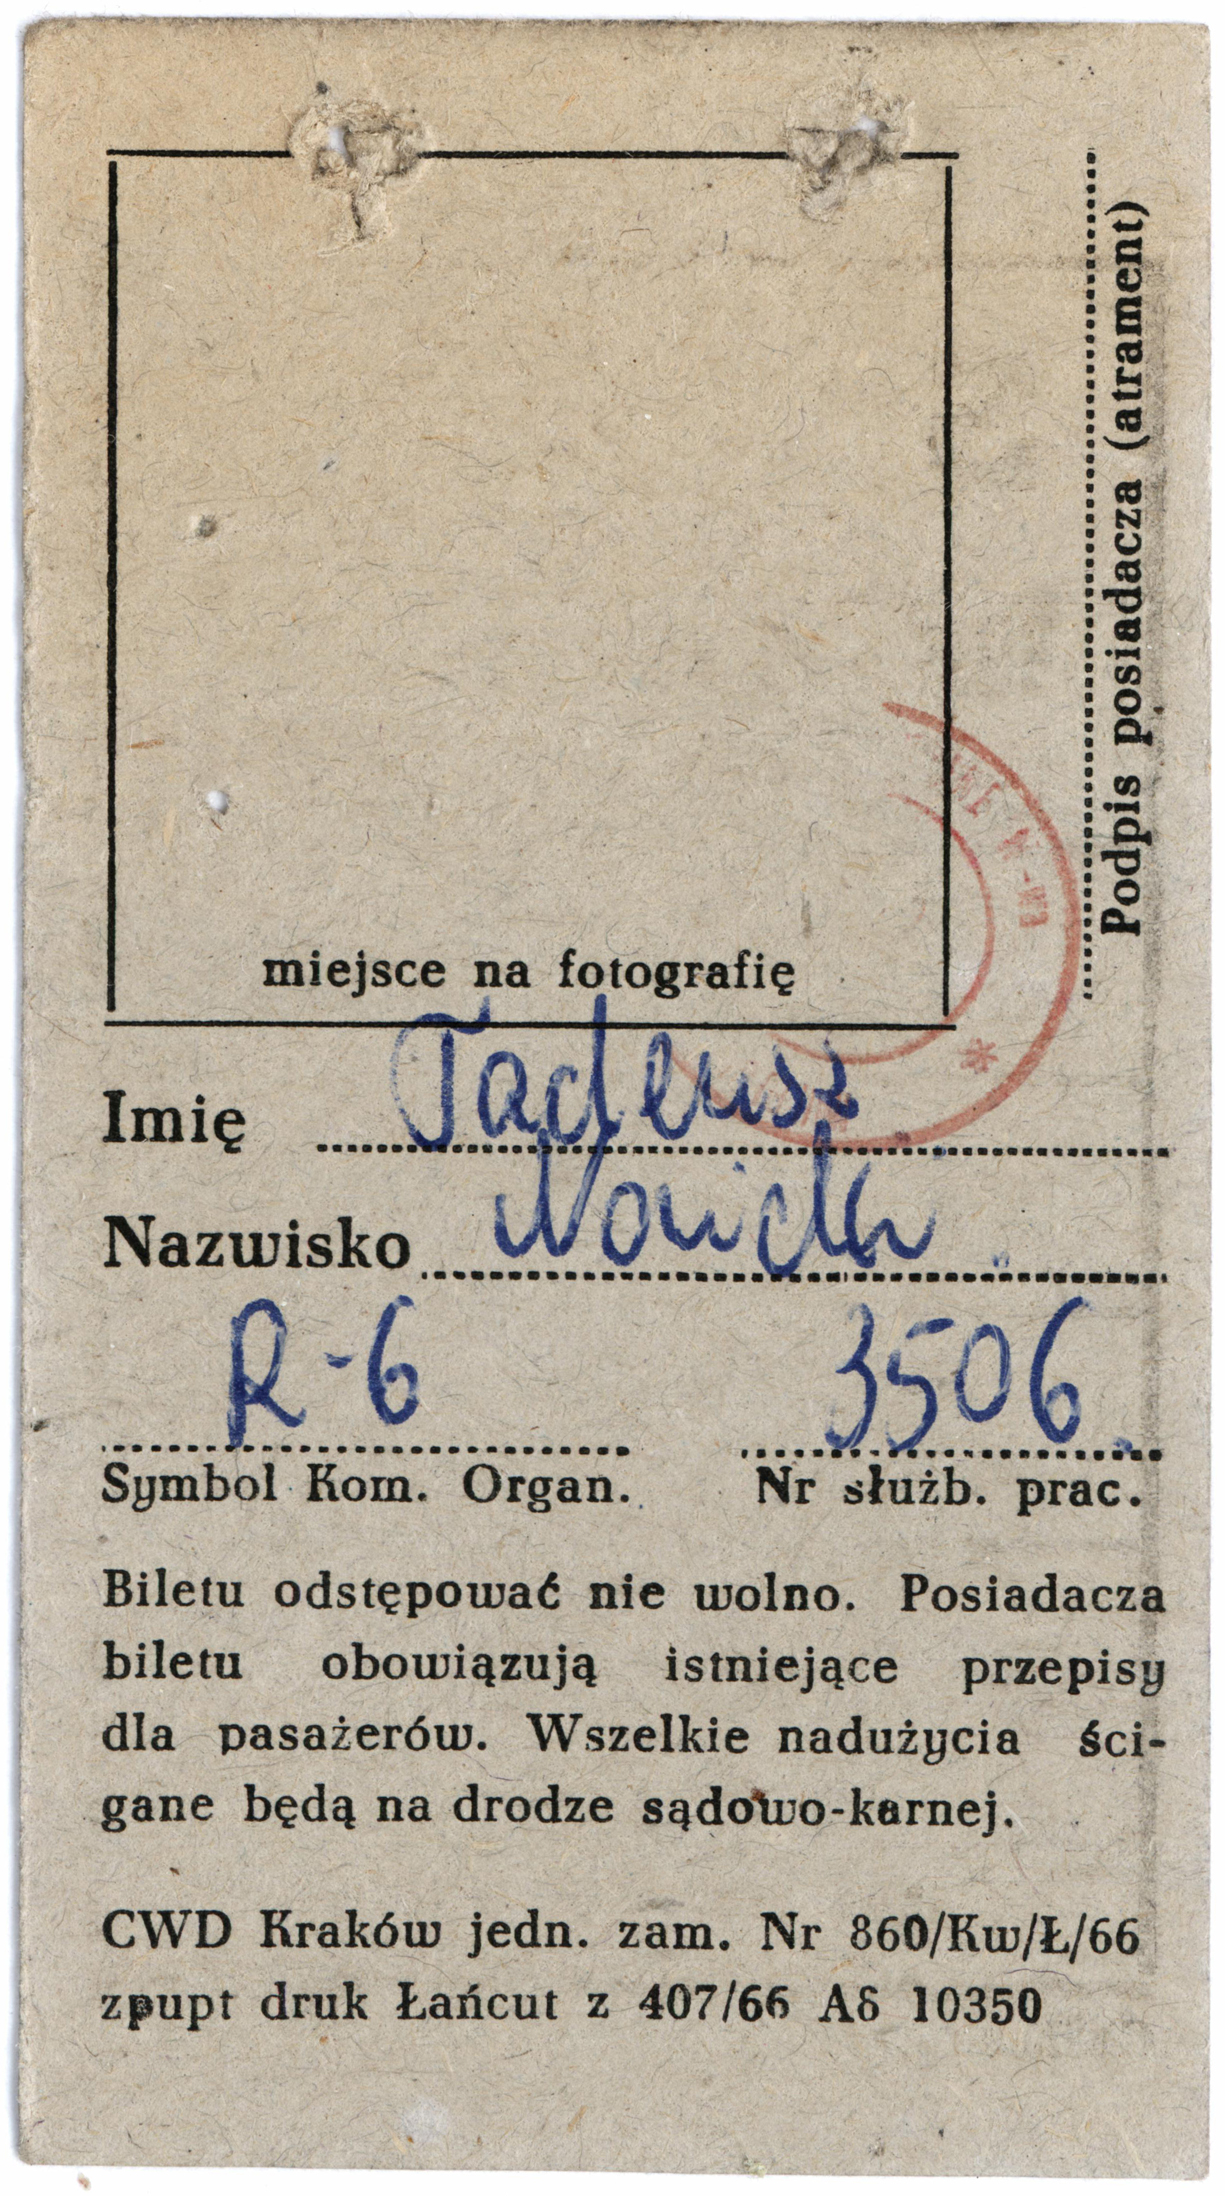 miejsce na fotografię
Podpis posiadacza (atrament)
Imię Tadeusz
Nazwisko
R-6 3506
Symbol Kom. Organ. Nr służb. prac.
Biletu odstępować nie wolno. Posiadacza
biletu obowiązują istniejące przepisy
dla pasażerów. Wszelkie nadużycia ści-
gane będą na drodze sądowo-karnej.
CWD Kraków jedn. zam. Nr 860/Kw/Ł/66
zpupt druk Łańcut z 407/66 A6 10350